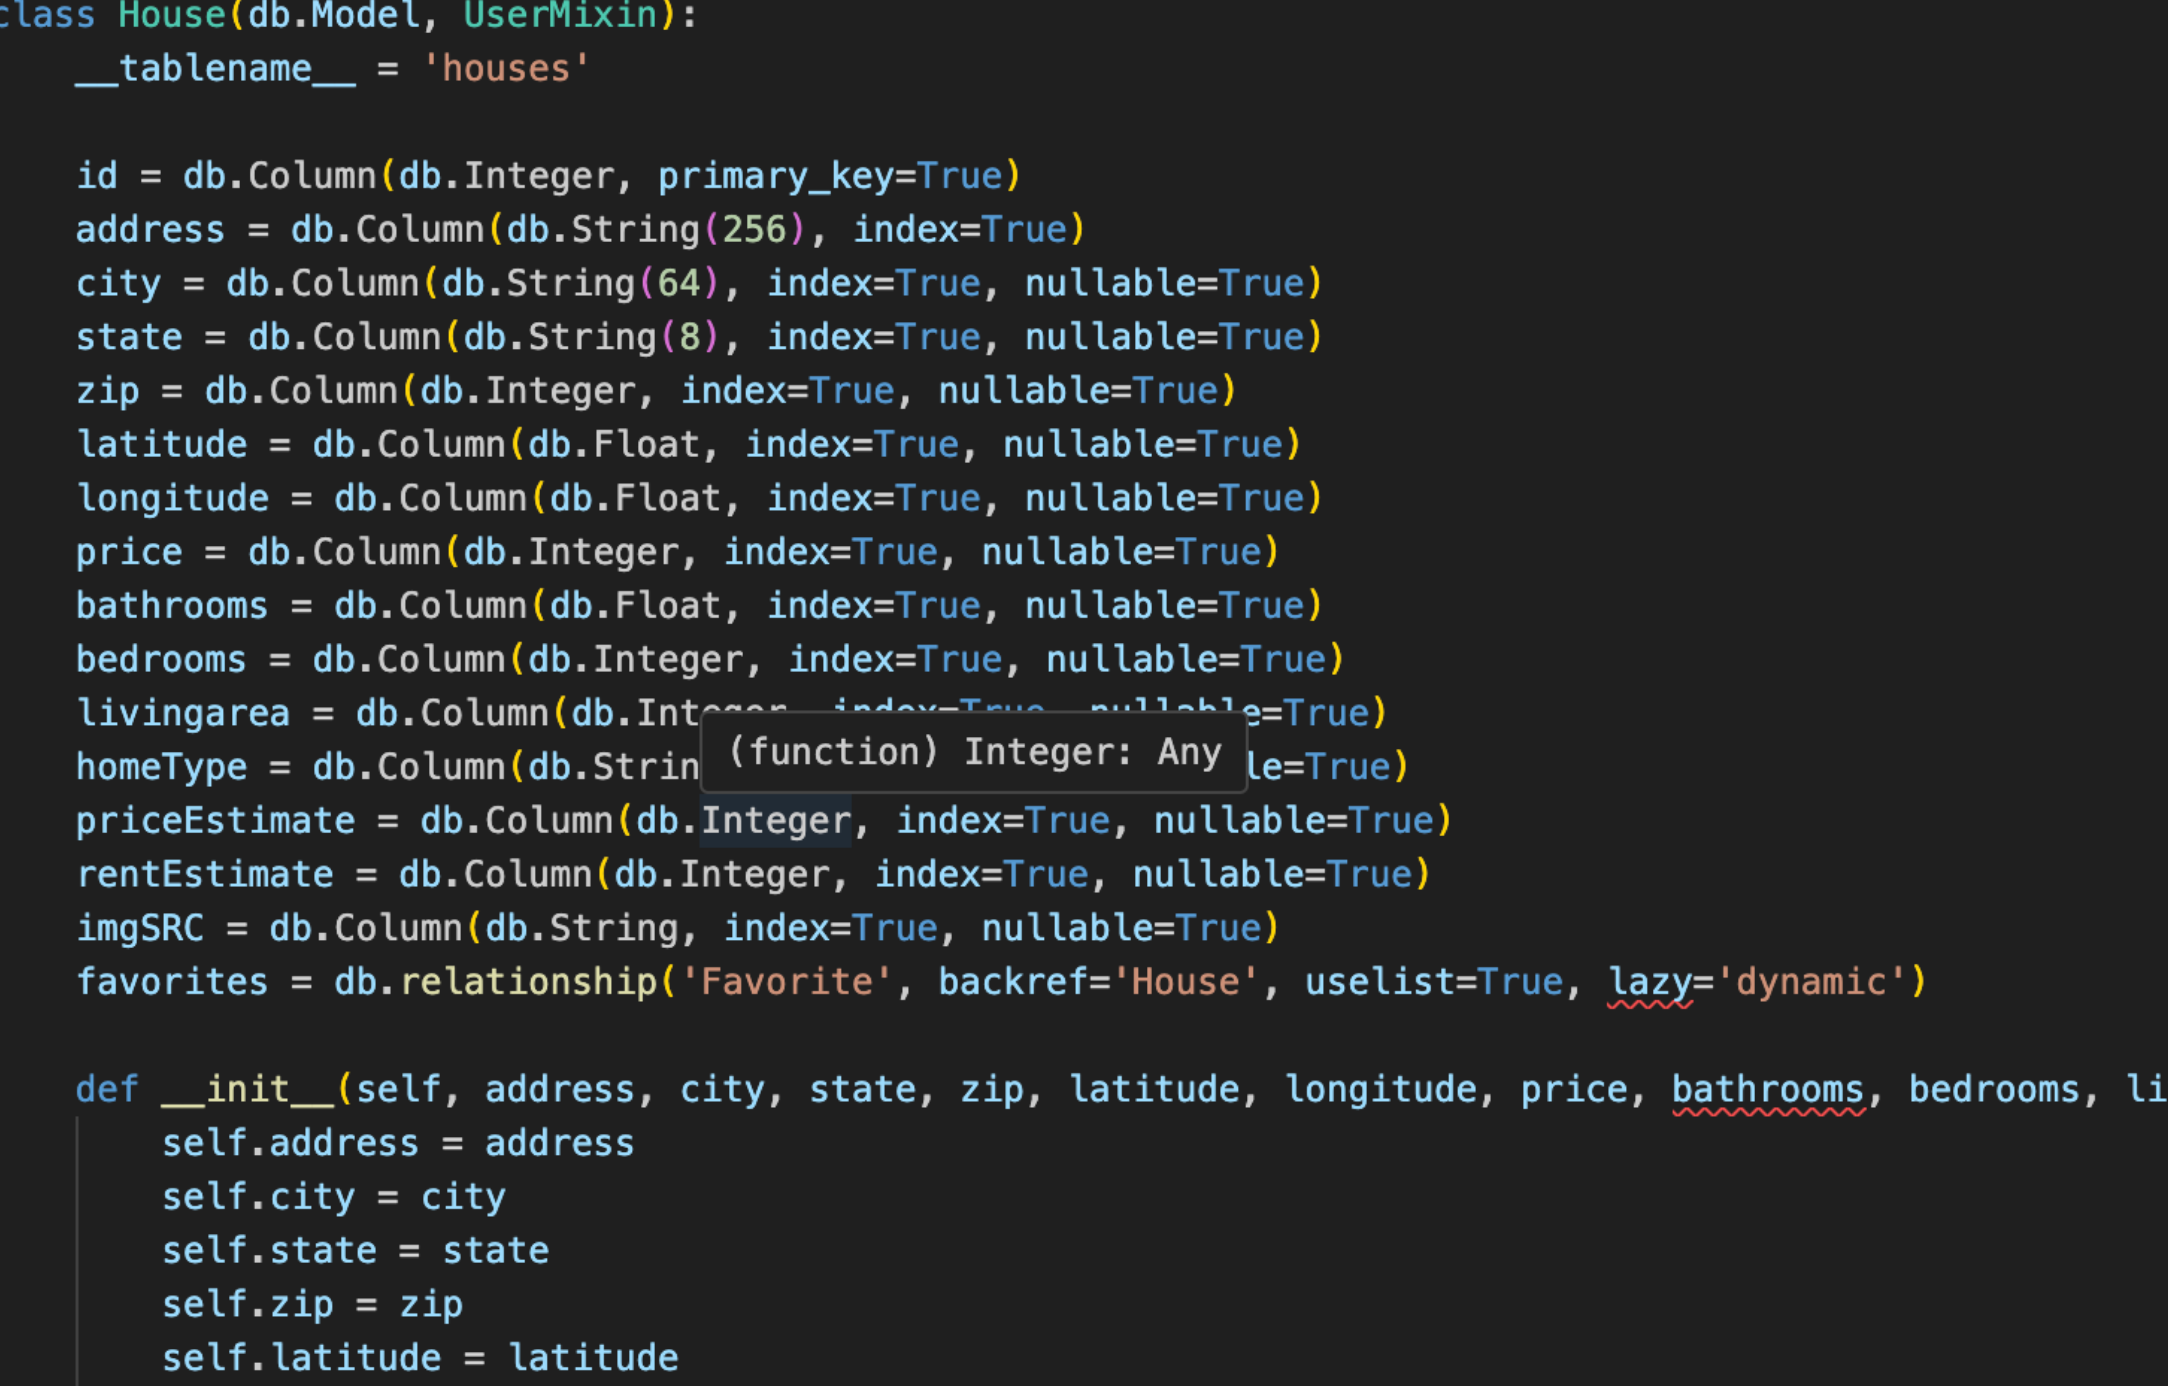 class House(db.Model, UserMixin):
__tablename__ = 'houses'
id = db.Column(db.Integer, primary_key=True)
address = db.Column(db.String(256), index=True)
city = db.Column(db.String(64), index=True, nullable=True)
state = db.Column(db.String(8), index=True, nullable=True)
zip = db.Column(db.Integer, index=True, nullable=True)
latitude = db.Column(db.Float, index=True, nullable=True)
longitude = db.Column(db.Float, index=True, nullable=True)
price = db.Column(db.Integer, index=True, nullable=True)
bathrooms = db.Column(db.Float, index=True, nullable=True)
bedrooms = db.Column(db.Integer, index=True, nullable=True)
livingarea = db.Column(db.Integer, index=True, nullable=True)
(function) Integer: Any
homeType = db.Column(db.Strin le=True)
priceEstimate = db.Column(db.Integer, index=True, nullable=True)
rentEstimate = db.Column(db.Integer, index=True, nullable=True)
imgSRC = db.Column(db.String, index=True, nullable=True)
favorites = db.relationship('Favorite', backref='House', uselist=True, lazy='dynamic')
def __init__(self, address, city, state, zip, latitude, longitude, price, bathrooms, bedrooms, li
self.address = address
self.city = city
self.state = state
self.zip = zip
self.latitude = latitude